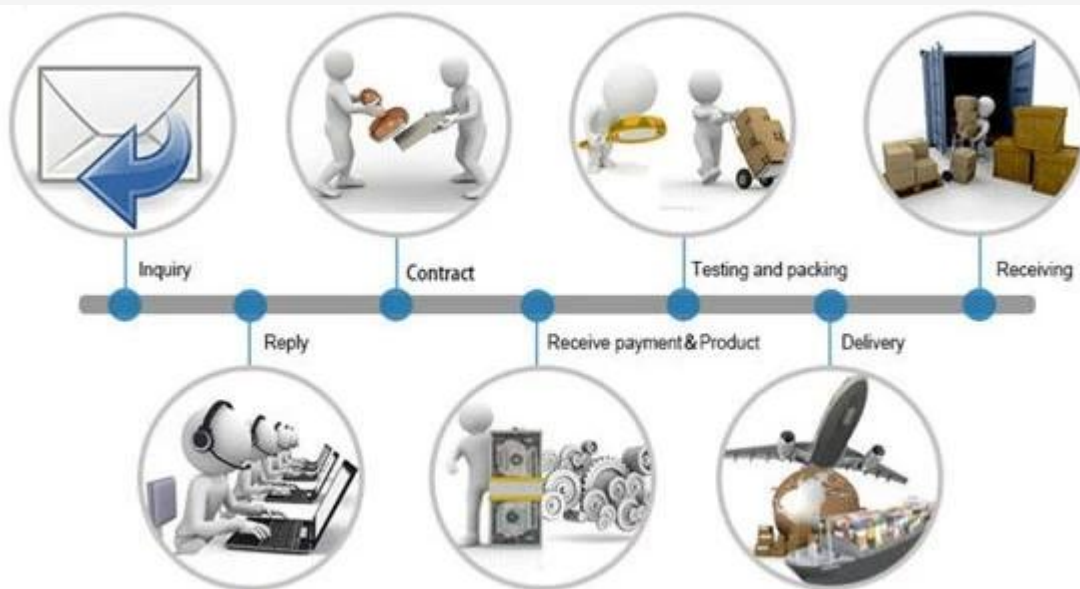 Inquiry
Reply
Contract
Receive payment&Product
Testing and packing
Delivery
Receiving